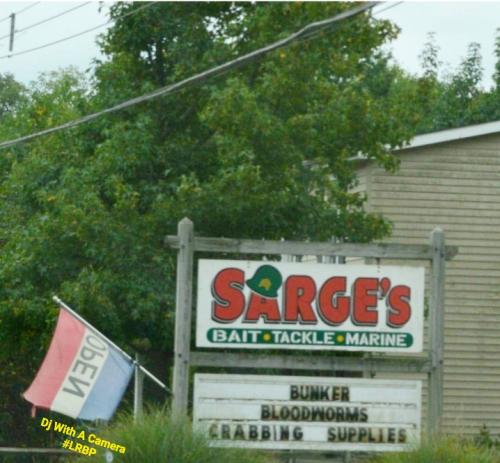 SARGE'S
BAIT • TACKLE • MARINE
BUNKER
BLOODWORMS
CRABBING SUPPLIES
OPEN
Dj With A Camera
#LRBP